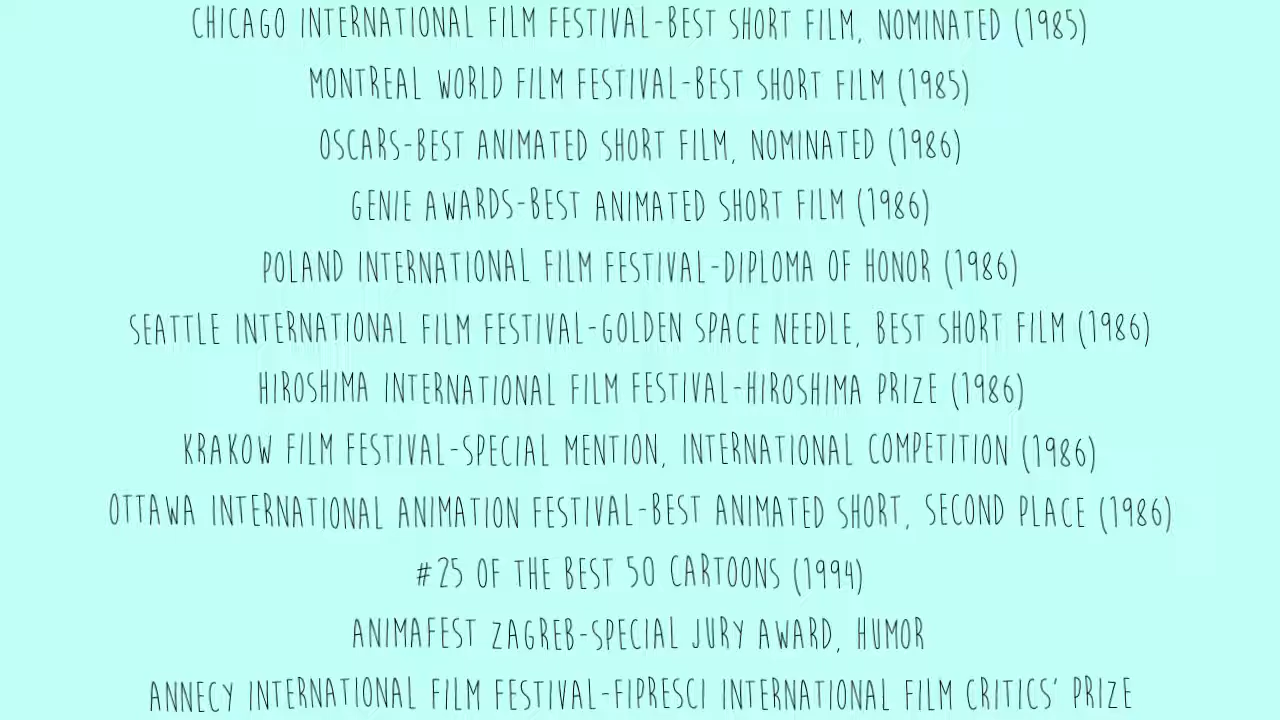 CHICAGO INTERNATIONAL FILM FESTIVAL-BEST SHORT FILM, NOMINATED (1985)
MONTREAL WORLD FILM FESTIVAL-BEST SHORT FILM (1985)
OSCARS-BEST ANIMATED SHORT FILM, NOMINATED (1986)
GENIE AWARDS-BEST ANIMATED SHORT FILM (1986)
POLAND INTERNATIONAL FILM FESTIVAL-DIPLOMA OF HONOR (1986)
SEATTLE INTERNATIONAL FILM FESTIVAL-GOLDEN SPACE NEEDLE, BEST SHORT FILM (1986)
HIROSHIMA INTERNATIONAL FILM FESTIVAL-HIROSHIMA PRIZE (1986)
KRAKOW FILM FESTIVAL-SPECIAL MENTION, INTERNATIONAL COMPETITION (1986)
OTTAWA INTERNATIONAL ANIMATION FESTIVAL-BEST ANIMATED SHORT, SECOND PLACE (1986)
#25 OF THE BEST 50 CARTOONS (1994)
ANIMAFEST ZAGREB-SPECIAL JURY AWARD, HUMOR
ANNECY INTERNATIONAL FILM FESTIVAL-FIPRESCI INTERNATIONAL FILM CRITICS' PRIZE